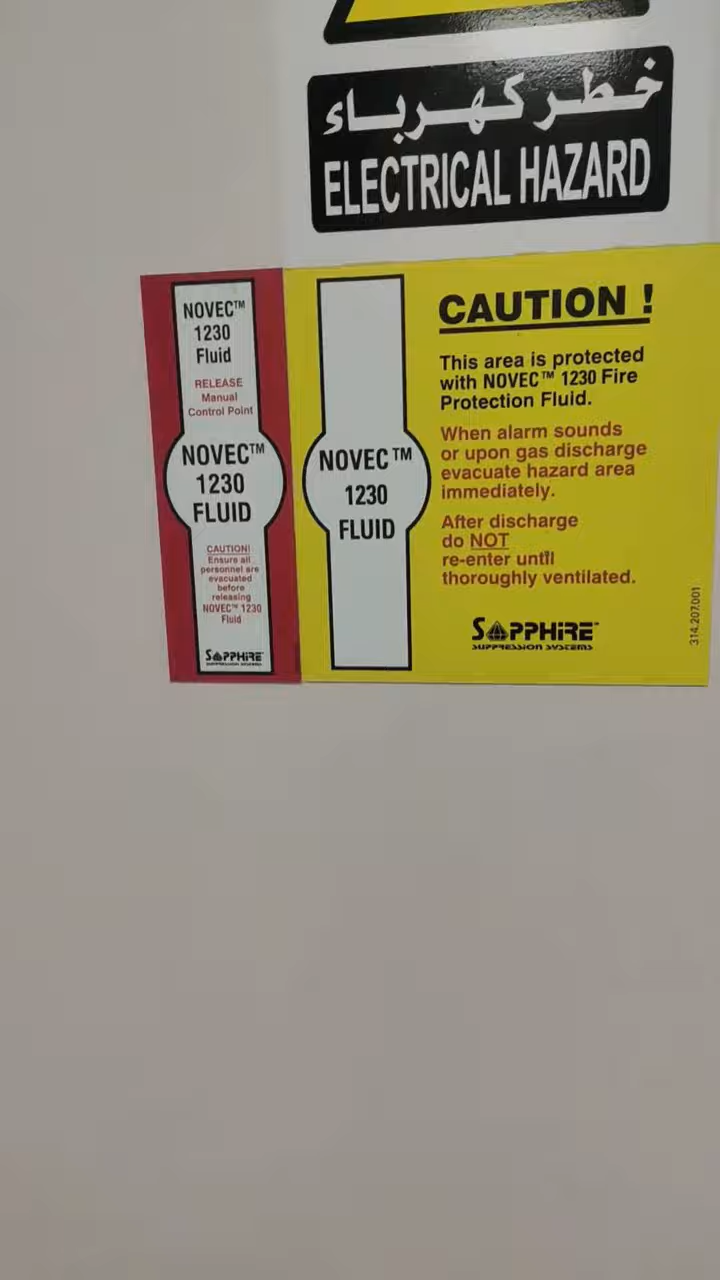 خطر كهرباء
ELECTRICAL HAZARD
NOVEC™
1230
Fluid
RELEASE
Manual
Control Point
NOVEC™
1230
FLUID
CAUTION!
Ensure all
personnel are
evacuated
before
releasing
NOVEC™ 1230
Fluid
SAPPHIRE
SUPPRESSION SYSTEMS
NOVEC™
1230
FLUID
CAUTION !
This area is protected
with NOVEC™ 1230 Fire
Protection Fluid.
When alarm sounds
or upon gas discharge
evacuate hazard area
immediately.
After discharge
do NOT
re-enter until
thoroughly ventilated.
SAPPHIRE™
SUPPRESSION SYSTEMS
314.207.001